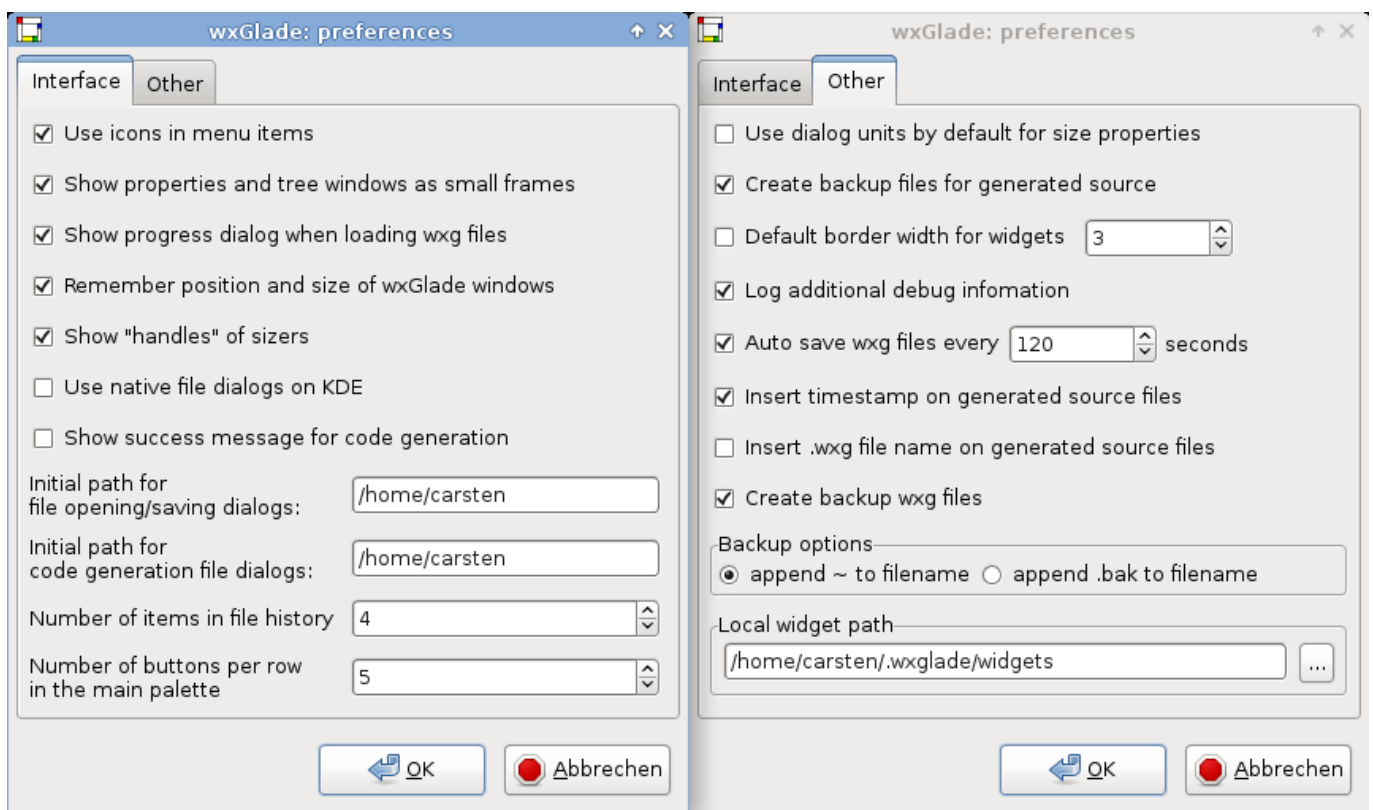 wxGlade: preferences
Interface
Other
Use icons in menu items
Show properties and tree windows as small frames
Show progress dialog when loading wxg files
Remember position and size of wxGlade windows
Show "handles" of sizers
Use native file dialogs on KDE
Show success message for code generation
Initial path for
file opening/saving dialogs:
/home/carsten
Initial path for
code generation file dialogs:
/home/carsten
Number of items in file history
4
Number of buttons per row
in the main palette
5
OK
Abbrechen
wxGlade: preferences
Interface
Other
Use dialog units by default for size properties
Create backup files for generated source
Default border width for widgets 3
Log additional debug infomation
Auto save wxg files every 120 seconds
Insert timestamp on generated source files
Insert .wxg file name on generated source files
Create backup wxg files
Backup options
append ~ to filename append .bak to filename
Local widget path
/home/carsten/.wxglade/widgets ...
OK
Abbrechen